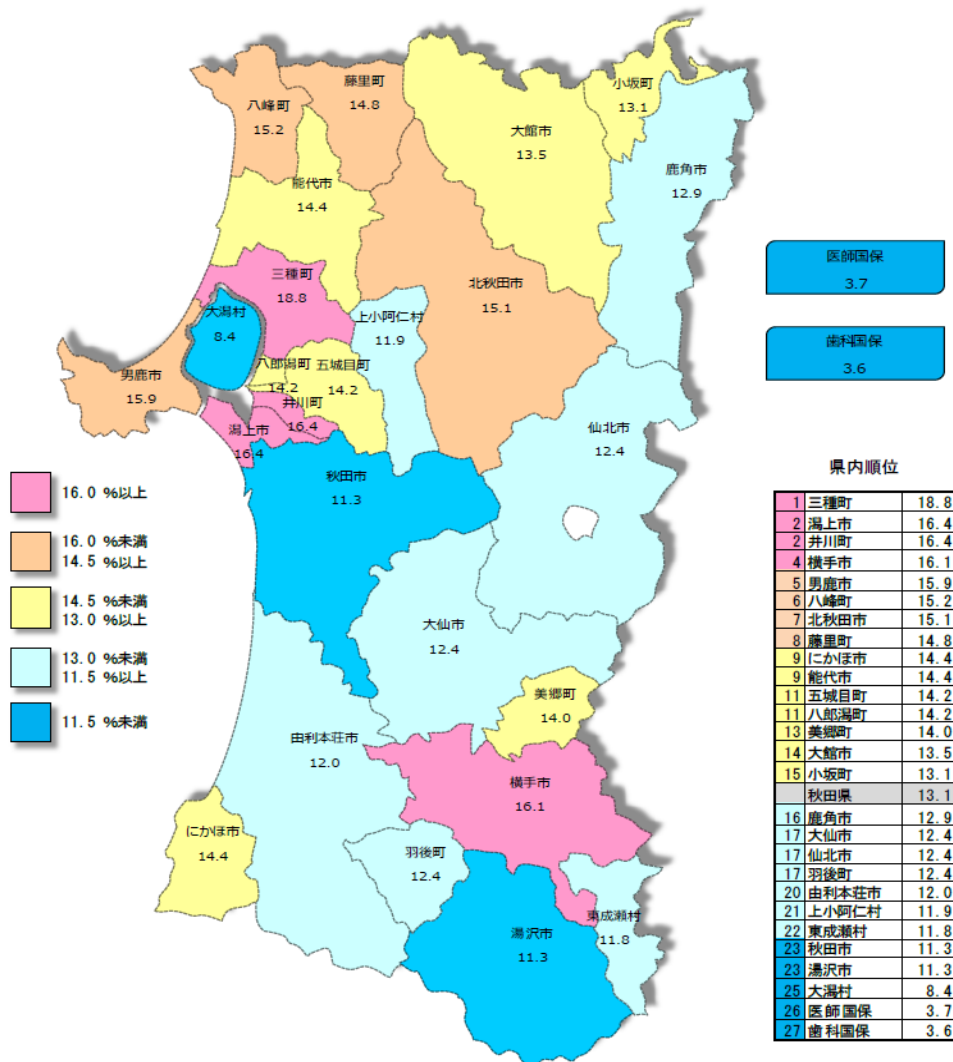 八峰町
15.2
藤里町
14.8
小坂町
13.1
大館市
13.5
鹿角市
12.9
能代市
14.4
三種町
18.8
北秋田市
15.1
大潟村
8.4
上小阿仁村
11.9
八郎潟町
14.2
五城目町
14.2
男鹿市
15.9
井川町
16.4
潟上市
16.4
仙北市
12.4
秋田市
11.3
大仙市
12.4
美郷町
14.0
由利本荘市
12.0
横手市
16.1
にかほ市
14.4
羽後町
12.4
東成瀬村
11.8
湯沢市
11.3
医師国保
3.7
歯科国保
3.6
16.0 %以上
16.0 %未満
14.5 %以上
14.5 %未満
13.0 %以上
13.0 %未満
11.5 %以上
11.5 %未満
県内順位
1 三種町 18.8
2 潟上市 16.4
2 井川町 16.4
4 横手市 16.1
5 男鹿市 15.9
6 八峰町 15.2
7 北秋田市 15.1
8 藤里町 14.8
9 にかほ市 14.4
9 能代市 14.4
11 五城目町 14.2
11 八郎潟町 14.2
13 美郷町 14.0
14 大館市 13.5
15 小坂町 13.1
秋田県 13.1
16 鹿角市 12.9
17 大仙市 12.4
17 仙北市 12.4
17 羽後町 12.4
20 由利本荘市 12.0
21 上小阿仁村 11.9
22 東成瀬村 11.8
23 秋田市 11.3
23 湯沢市 11.3
25 大潟村 8.4
26 医師国保 3.7
27 歯科国保 3.6